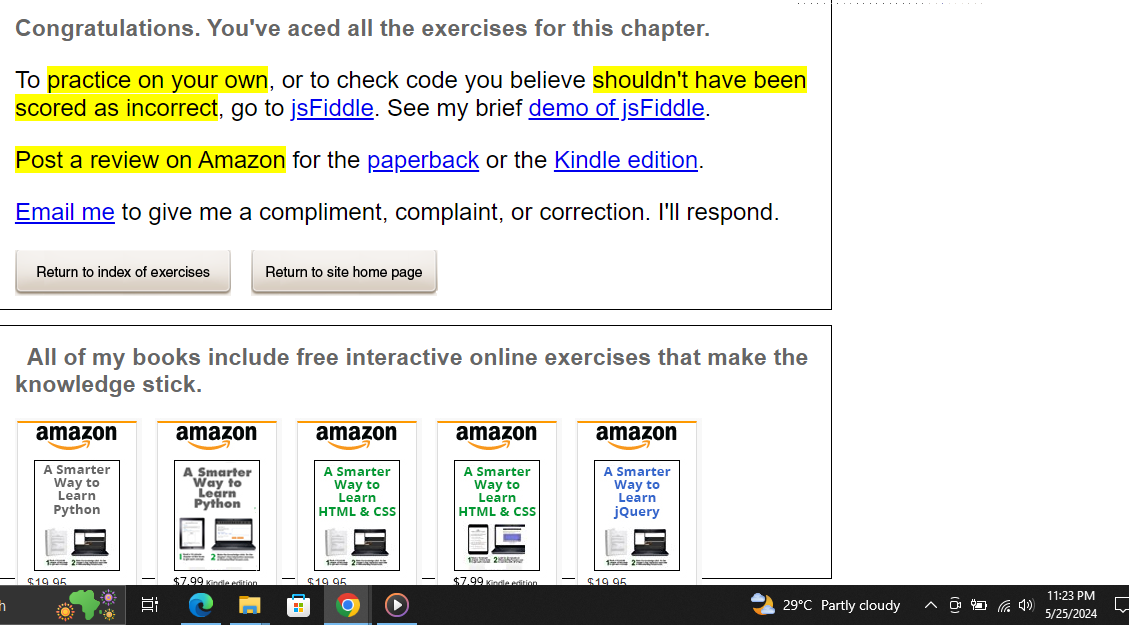 Congratulations. You've aced all the exercises for this chapter.
To practice on your own, or to check code you believe shouldn't have been
scored as incorrect, go to jsFiddle. See my brief demo of jsFiddle.
Post a review on Amazon for the paperback or the Kindle edition.
Email me to give me a compliment, complaint, or correction. I'll respond.
Return to index of exercises
Return to site home page
All of my books include free interactive online exercises that make the
knowledge stick.
amazon
A Smarter
Way to
Learn
Python
$19.95
amazon
A Smarter
Way to
Learn
Python
$7.99 Kindle edition
amazon
A Smarter
Way to
Learn
HTML & CSS
$19.95
amazon
A Smarter
Way to
Learn
HTML & CSS
$7.99 Kindle edition
amazon
A Smarter
Way to
Learn
jQuery
$19.95
h
29°C Partly cloudy
11:23 PM
5/25/2024